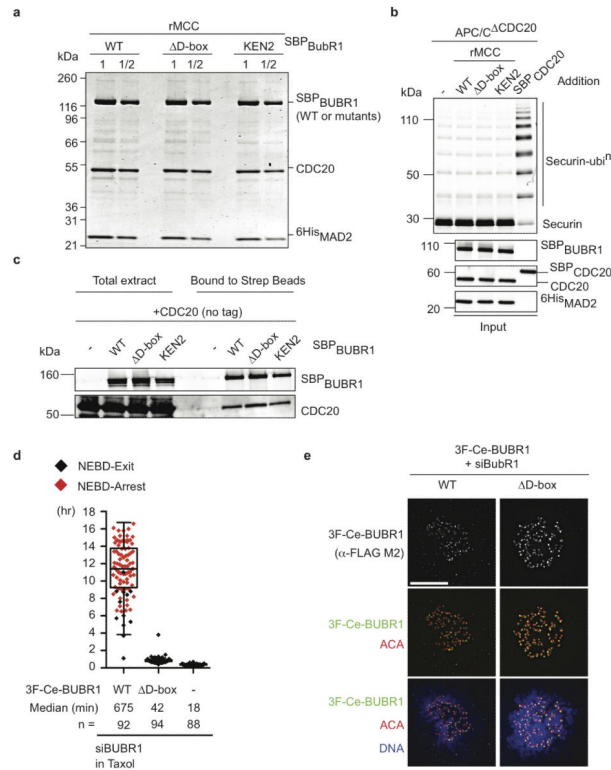 a
rMCC
WT ΔD-box KEN2 SBPBubR1
kDa 1 1/2 1 1/2 1 1/2
260
116
96
66
55
36
31
21
SBPBUBR1
(WT or mutants)
CDC20
6HisMAD2
b
APC/CΔCDC20
rMCC
- WT ΔD-box KEN2 SBPCDC20 Addition
kDa
110
50
30
Securin-ubin
Securin
110
SBPBUBR1
60
SBPCDC20
CDC20
20
6HisMAD2
Input
c
Total extract Bound to Strep Beads
+CDC20 (no tag)
- WT ΔD-box KEN2 - WT ΔD-box KEN2 SBPBUBR1
kDa
160
SBPBUBR1
50
CDC20
d
NEBD-Exit
NEBD-Arrest
(hr)
18
16
14
12
10
8
6
4
2
0
3F-Ce-BUBR1 WT ΔD-box -
Median (min) 675 42 18
n = 92 94 88
siBUBR1
in Taxol
e
3F-Ce-BUBR1
+ siBubR1
WT ΔD-box
3F-Ce-BUBR1
(α-FLAG M2)
3F-Ce-BUBR1
ACA
3F-Ce-BUBR1
ACA
DNA